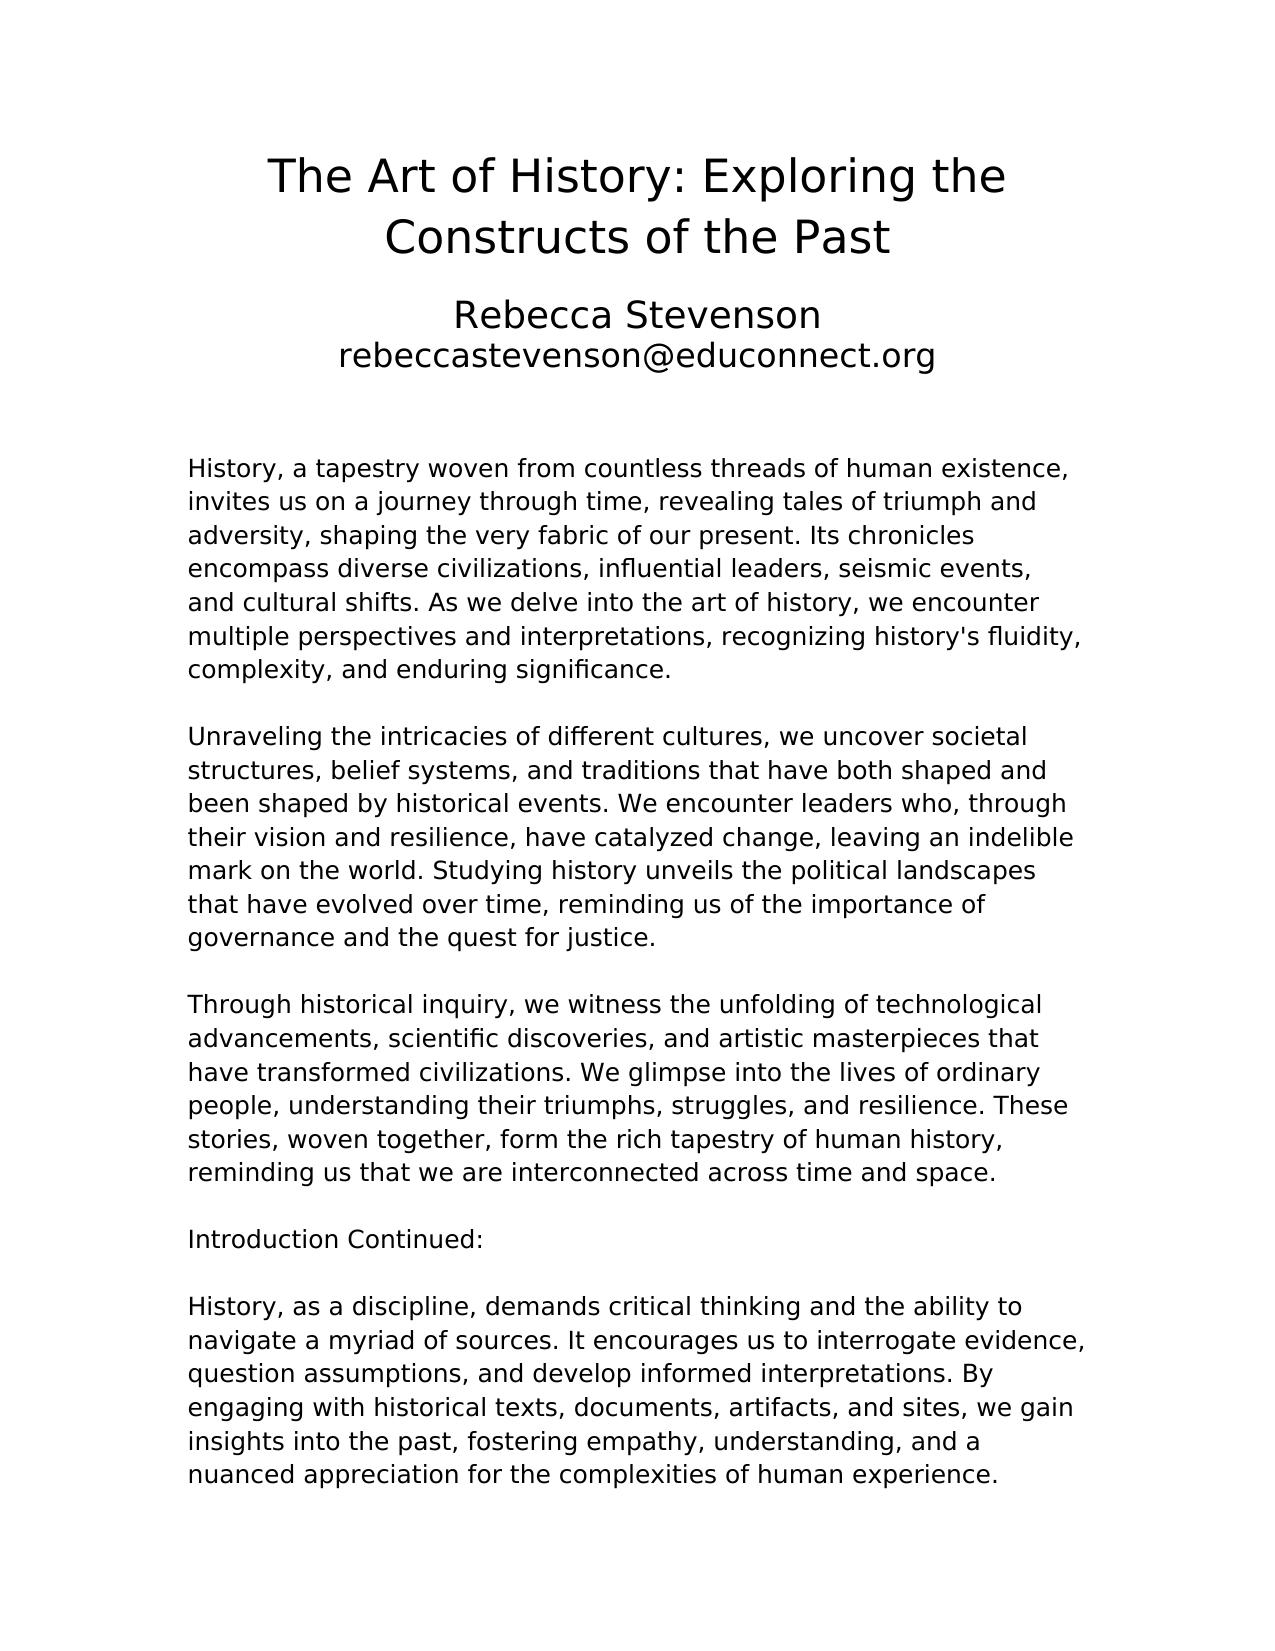 The Art of History: Exploring the
Constructs of the Past
Rebecca Stevenson
rebeccastevenson@educonnect.org
History, a tapestry woven from countless threads of human existence,
invites us on a journey through time, revealing tales of triumph and
adversity, shaping the very fabric of our present. Its chronicles
encompass diverse civilizations, influential leaders, seismic events,
and cultural shifts. As we delve into the art of history, we encounter
multiple perspectives and interpretations, recognizing history's fluidity,
complexity, and enduring significance.
Unraveling the intricacies of different cultures, we uncover societal
structures, belief systems, and traditions that have both shaped and
been shaped by historical events. We encounter leaders who, through
their vision and resilience, have catalyzed change, leaving an indelible
mark on the world. Studying history unveils the political landscapes
that have evolved over time, reminding us of the importance of
governance and the quest for justice.
Through historical inquiry, we witness the unfolding of technological
advancements, scientific discoveries, and artistic masterpieces that
have transformed civilizations. We glimpse into the lives of ordinary
people, understanding their triumphs, struggles, and resilience. These
stories, woven together, form the rich tapestry of human history,
reminding us that we are interconnected across time and space.
Introduction Continued:
History, as a discipline, demands critical thinking and the ability to
navigate a myriad of sources. It encourages us to interrogate evidence,
question assumptions, and develop informed interpretations. By
engaging with historical texts, documents, artifacts, and sites, we gain
insights into the past, fostering empathy, understanding, and a
nuanced appreciation for the complexities of human experience.